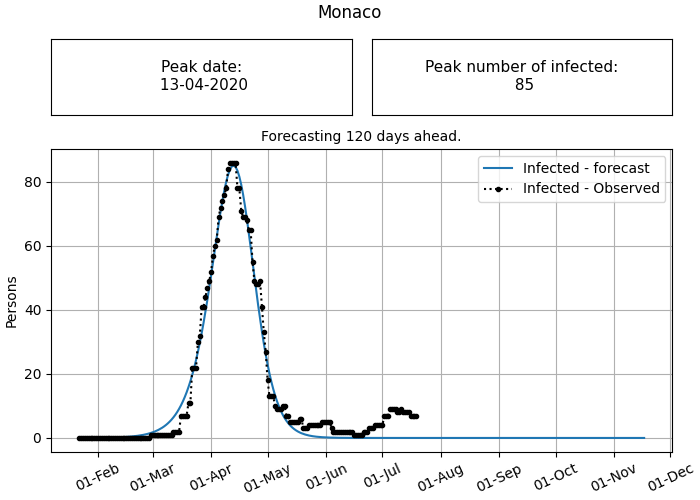 Monaco
Peak date:
13-04-2020
Peak number of infected:
85
Forecasting 120 days ahead.
Infected - forecast
Infected - Observed
Persons
80
60
40
20
0
01-Feb
01-Mar
01-Apr
01-May
01-Jun
01-Jul
01-Aug
01-Sep
01-Oct
01-Nov
01-Dec